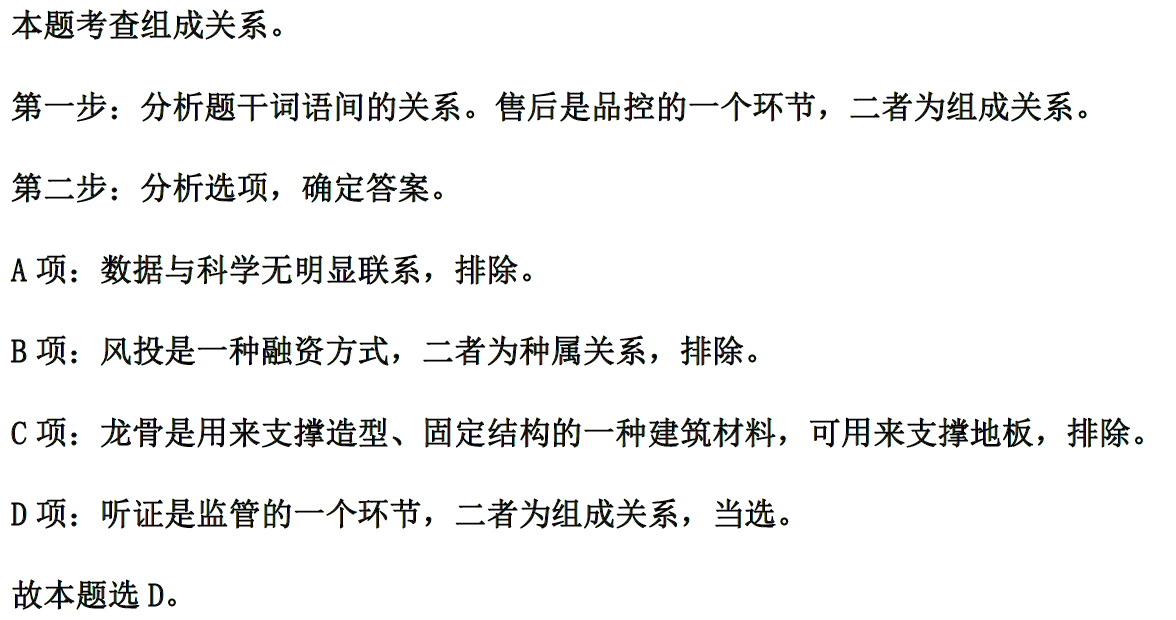 本题考查组成关系。
第一步：分析题干词语间的关系。售后是品控的一个环节，二者为组成关系。
第二步：分析选项，确定答案。
A 项：数据与科学无明显联系，排除。
B 项：风投是一种融资方式，二者为种属关系，排除。
C 项：龙骨是用来支撑造型、固定结构的一种建筑材料，可用来支撑地板，排除。
D 项：听证是监管的一个环节，二者为组成关系，当选。
故本题选 D。